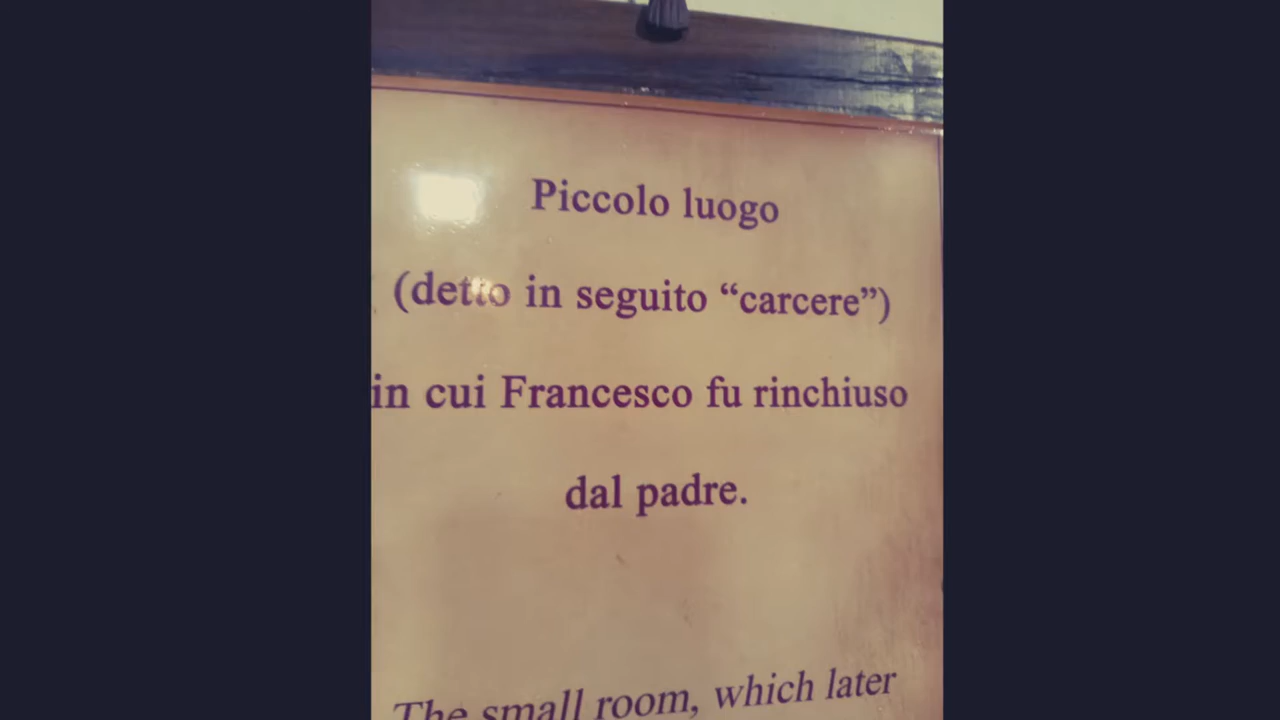 Piccolo luogo
(detto in seguito “carcere”)
in cui Francesco fu rinchiuso
dal padre.
The small room, which later